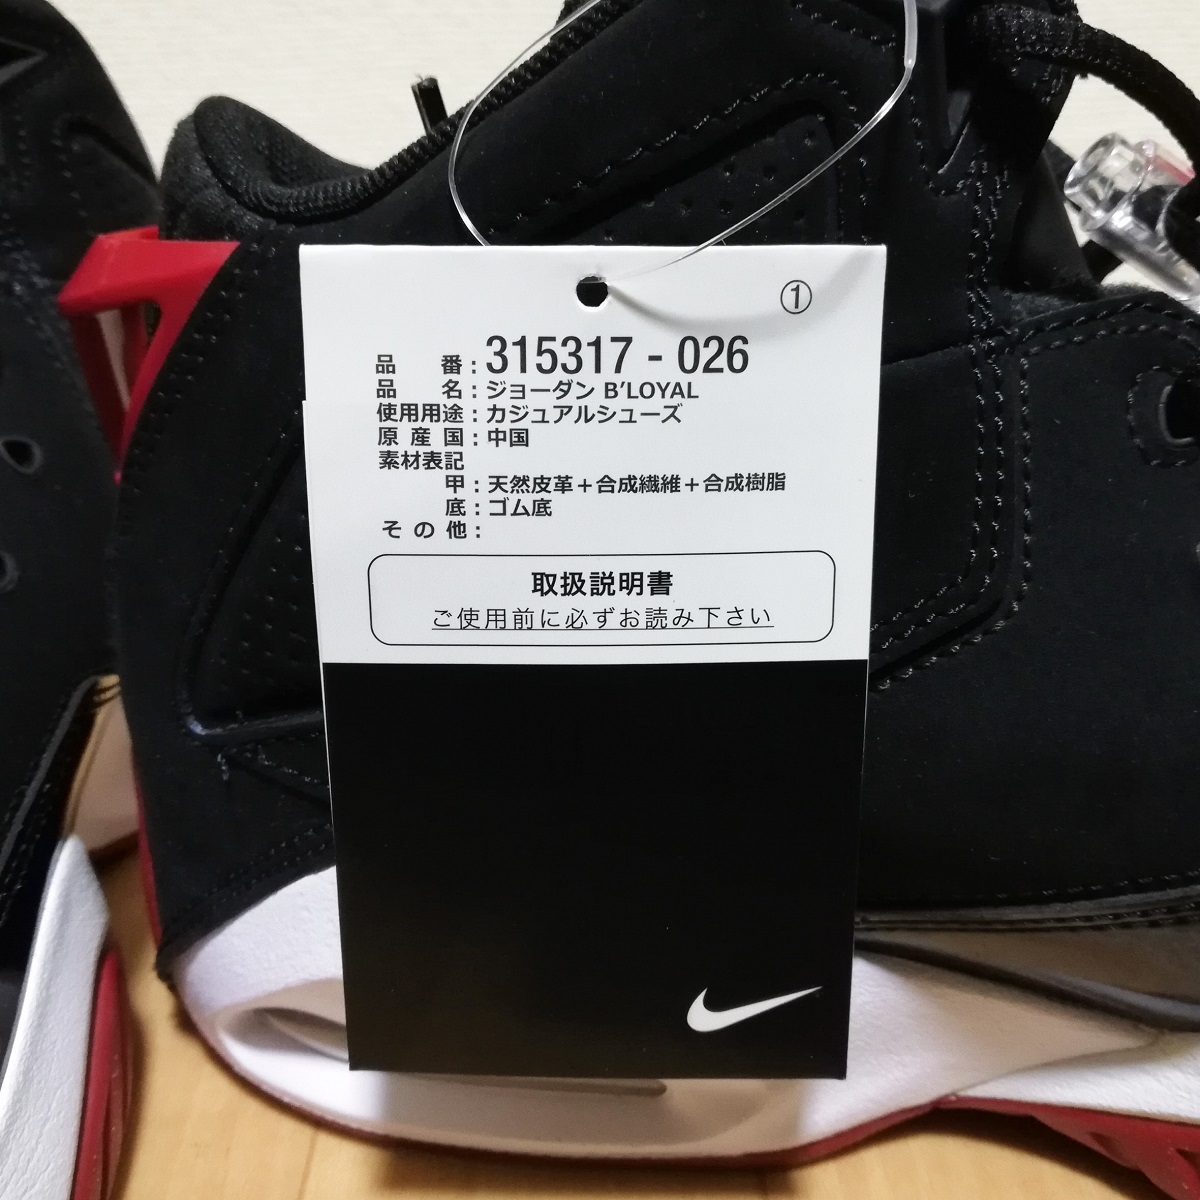 ①
品番:315317-026
品名:ジョーダン B'LOYAL
使用用途:カジュアルシューズ
原産国:中国
素材表記
甲:天然皮革+合成繊維+合成樹脂
底:ゴム底
その他:
取扱説明書
ご使用前に必ずお読み下さい